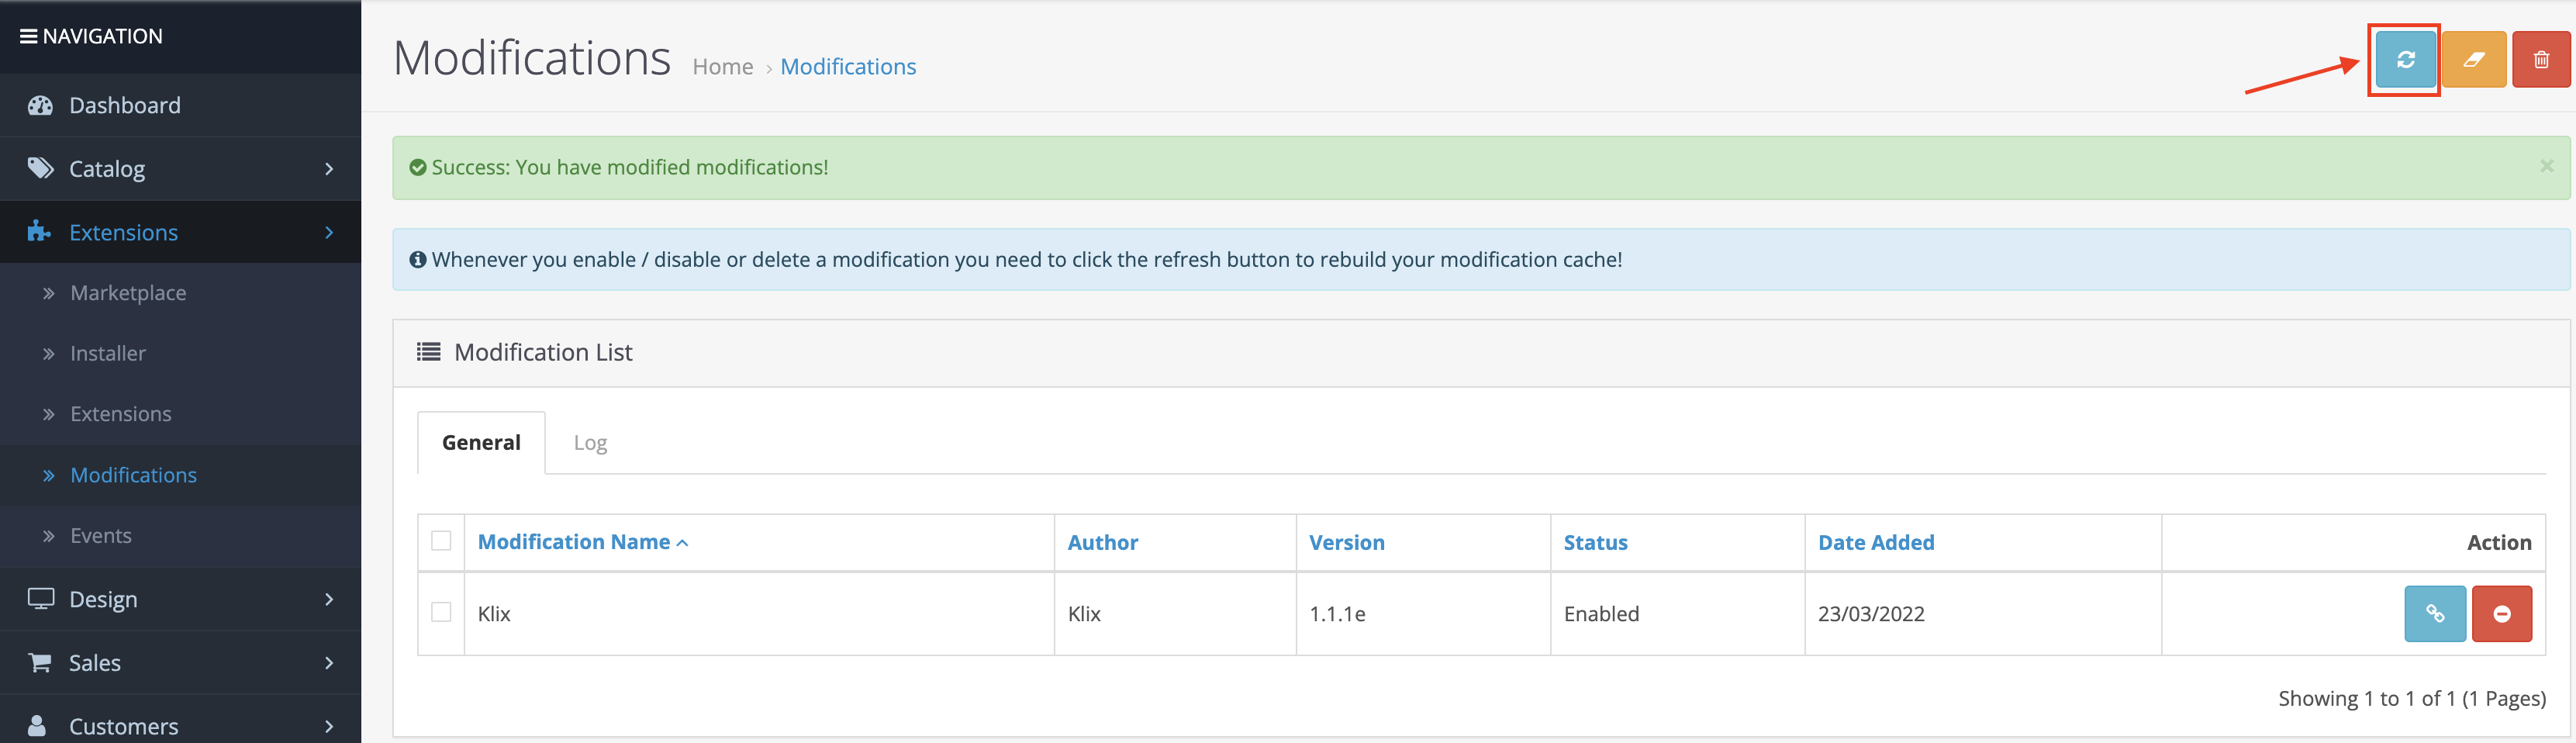 NAVIGATION
Dashboard
Catalog
Extensions
Marketplace
Installer
Extensions
Modifications
Events
Design
Sales
Customers
Modifications
Home › Modifications
Success: You have modified modifications!
Whenever you enable / disable or delete a modification you need to click the refresh button to rebuild your modification cache!
Modification List
General Log
Modification Name Author Version Status Date Added Action
Klix Klix 1.1.1e Enabled 23/03/2022
Showing 1 to 1 of 1 (1 Pages)